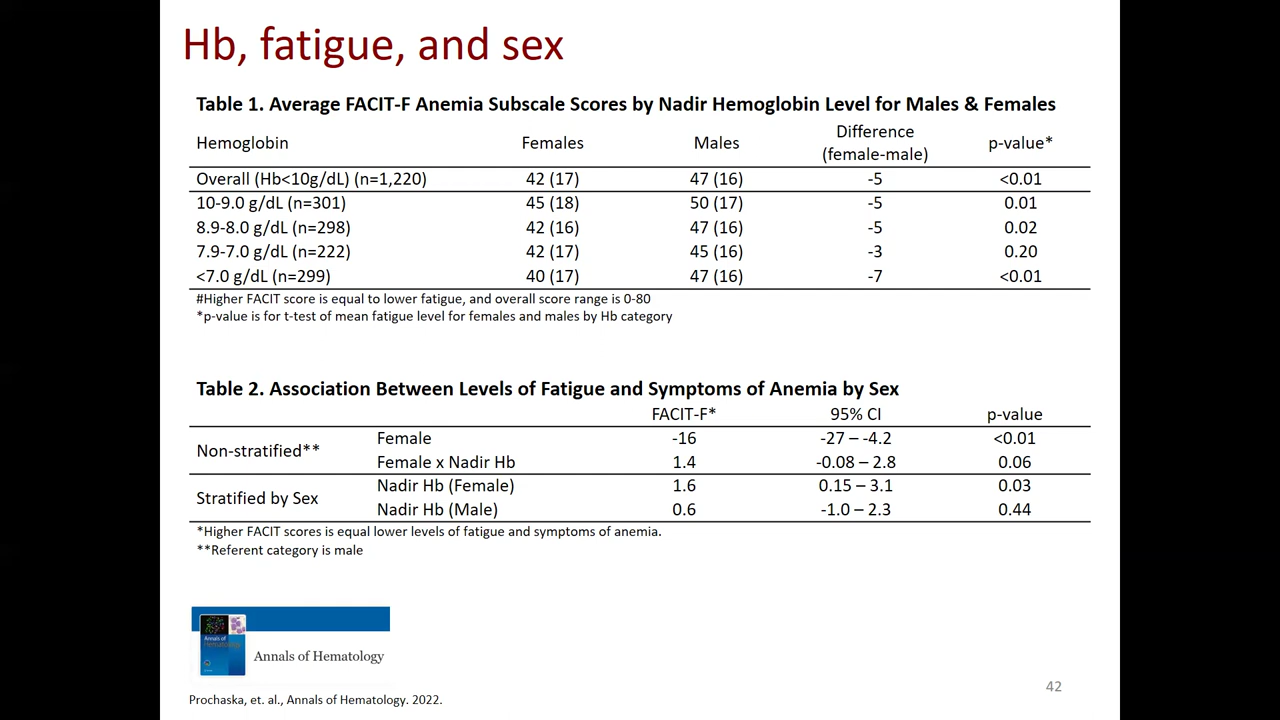 Hb, fatigue, and sex
Table 1. Average FACIT-F Anemia Subscale Scores by Nadir Hemoglobin Level for Males & Females
Hemoglobin Females Males Difference (female-male) p-value*
Overall (Hb<10g/dL) (n=1,220) 42 (17) 47 (16) -5 <0.01
10-9.0 g/dL (n=301) 45 (18) 50 (17) -5 0.01
8.9-8.0 g/dL (n=298) 42 (16) 47 (16) -5 0.02
7.9-7.0 g/dL (n=222) 42 (17) 45 (16) -3 0.20
<7.0 g/dL (n=299) 40 (17) 47 (16) -7 <0.01
#Higher FACIT score is equal to lower fatigue, and overall score range is 0-80
*p-value is for t-test of mean fatigue level for females and males by Hb category
Table 2. Association Between Levels of Fatigue and Symptoms of Anemia by Sex
FACIT-F* 95% CI p-value
Non-stratified** Female -16 -27 – -4.2 <0.01
Female x Nadir Hb 1.4 -0.08 – 2.8 0.06
Stratified by Sex Nadir Hb (Female) 1.6 0.15 – 3.1 0.03
Nadir Hb (Male) 0.6 -1.0 – 2.3 0.44
*Higher FACIT scores is equal lower levels of fatigue and symptoms of anemia.
**Referent category is male
Annals of Hematology
Annals of Hematology
Prochaska, et. al., Annals of Hematology. 2022.
42